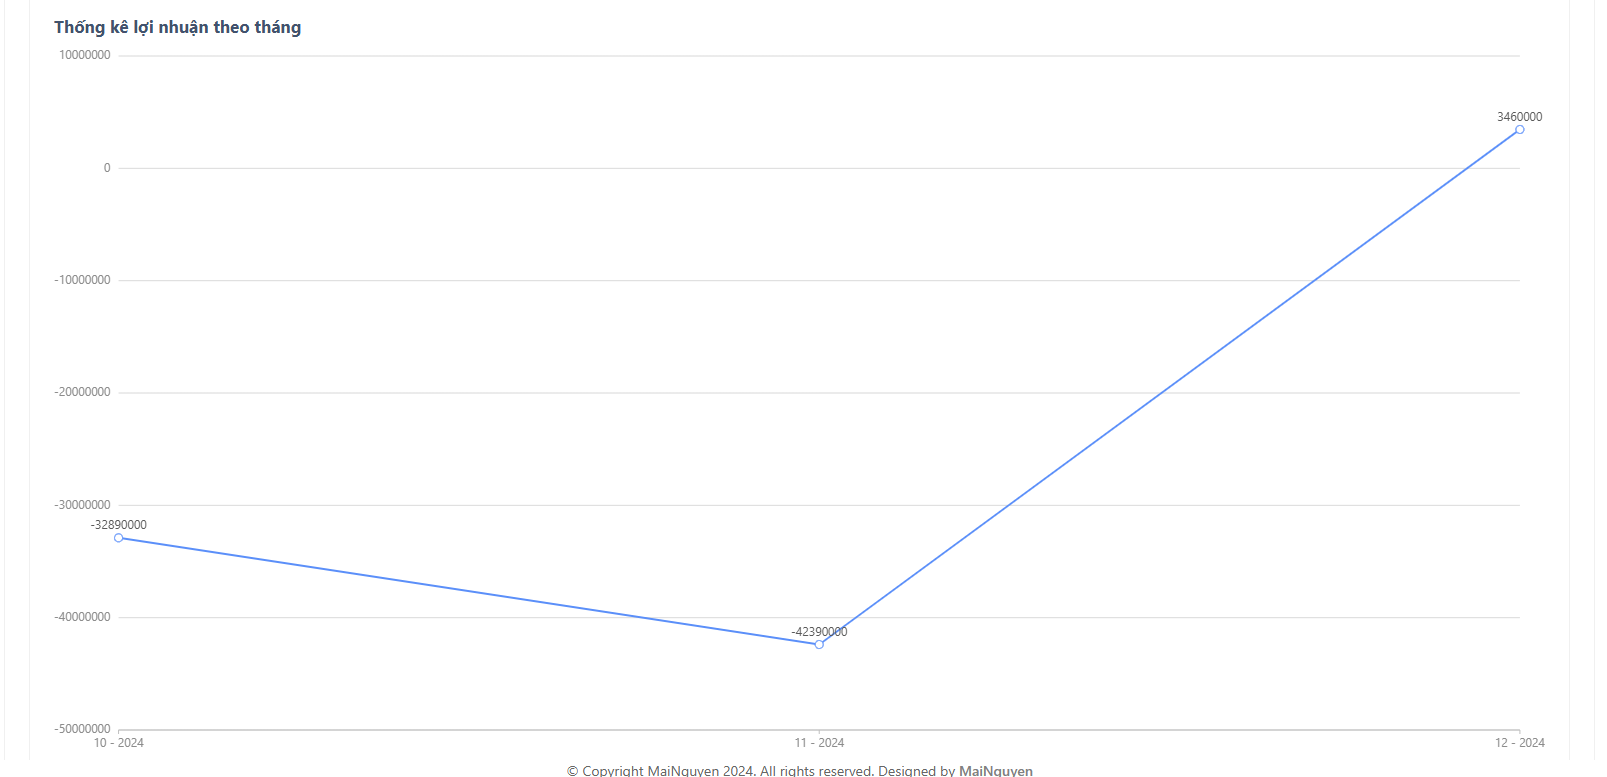 Thống kê lợi nhuận theo tháng
10000000
3460000
0
-10000000
-20000000
-30000000
-32890000
-40000000
-42390000
-50000000
10 - 2024
11 - 2024
12 - 2024
© Copyright MaiNguyen 2024. All rights reserved. Designed by MaiNguyen